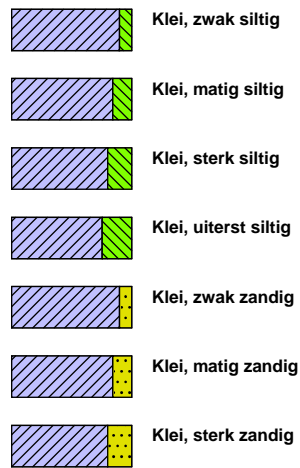 Klei, zwak siltig
Klei, matig siltig
Klei, sterk siltig
Klei, uiterst siltig
Klei, zwak zandig
Klei, matig zandig
Klei, sterk zandig